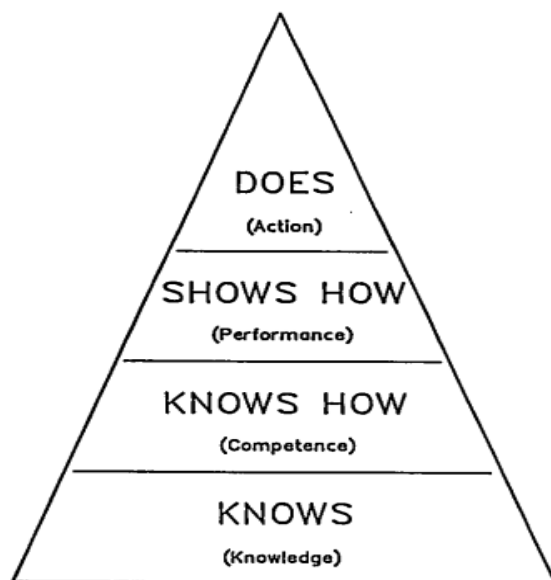 DOES
(Action)
SHOWS HOW
(Performance)
KNOWS HOW
(Competence)
KNOWS
(Knowledge)